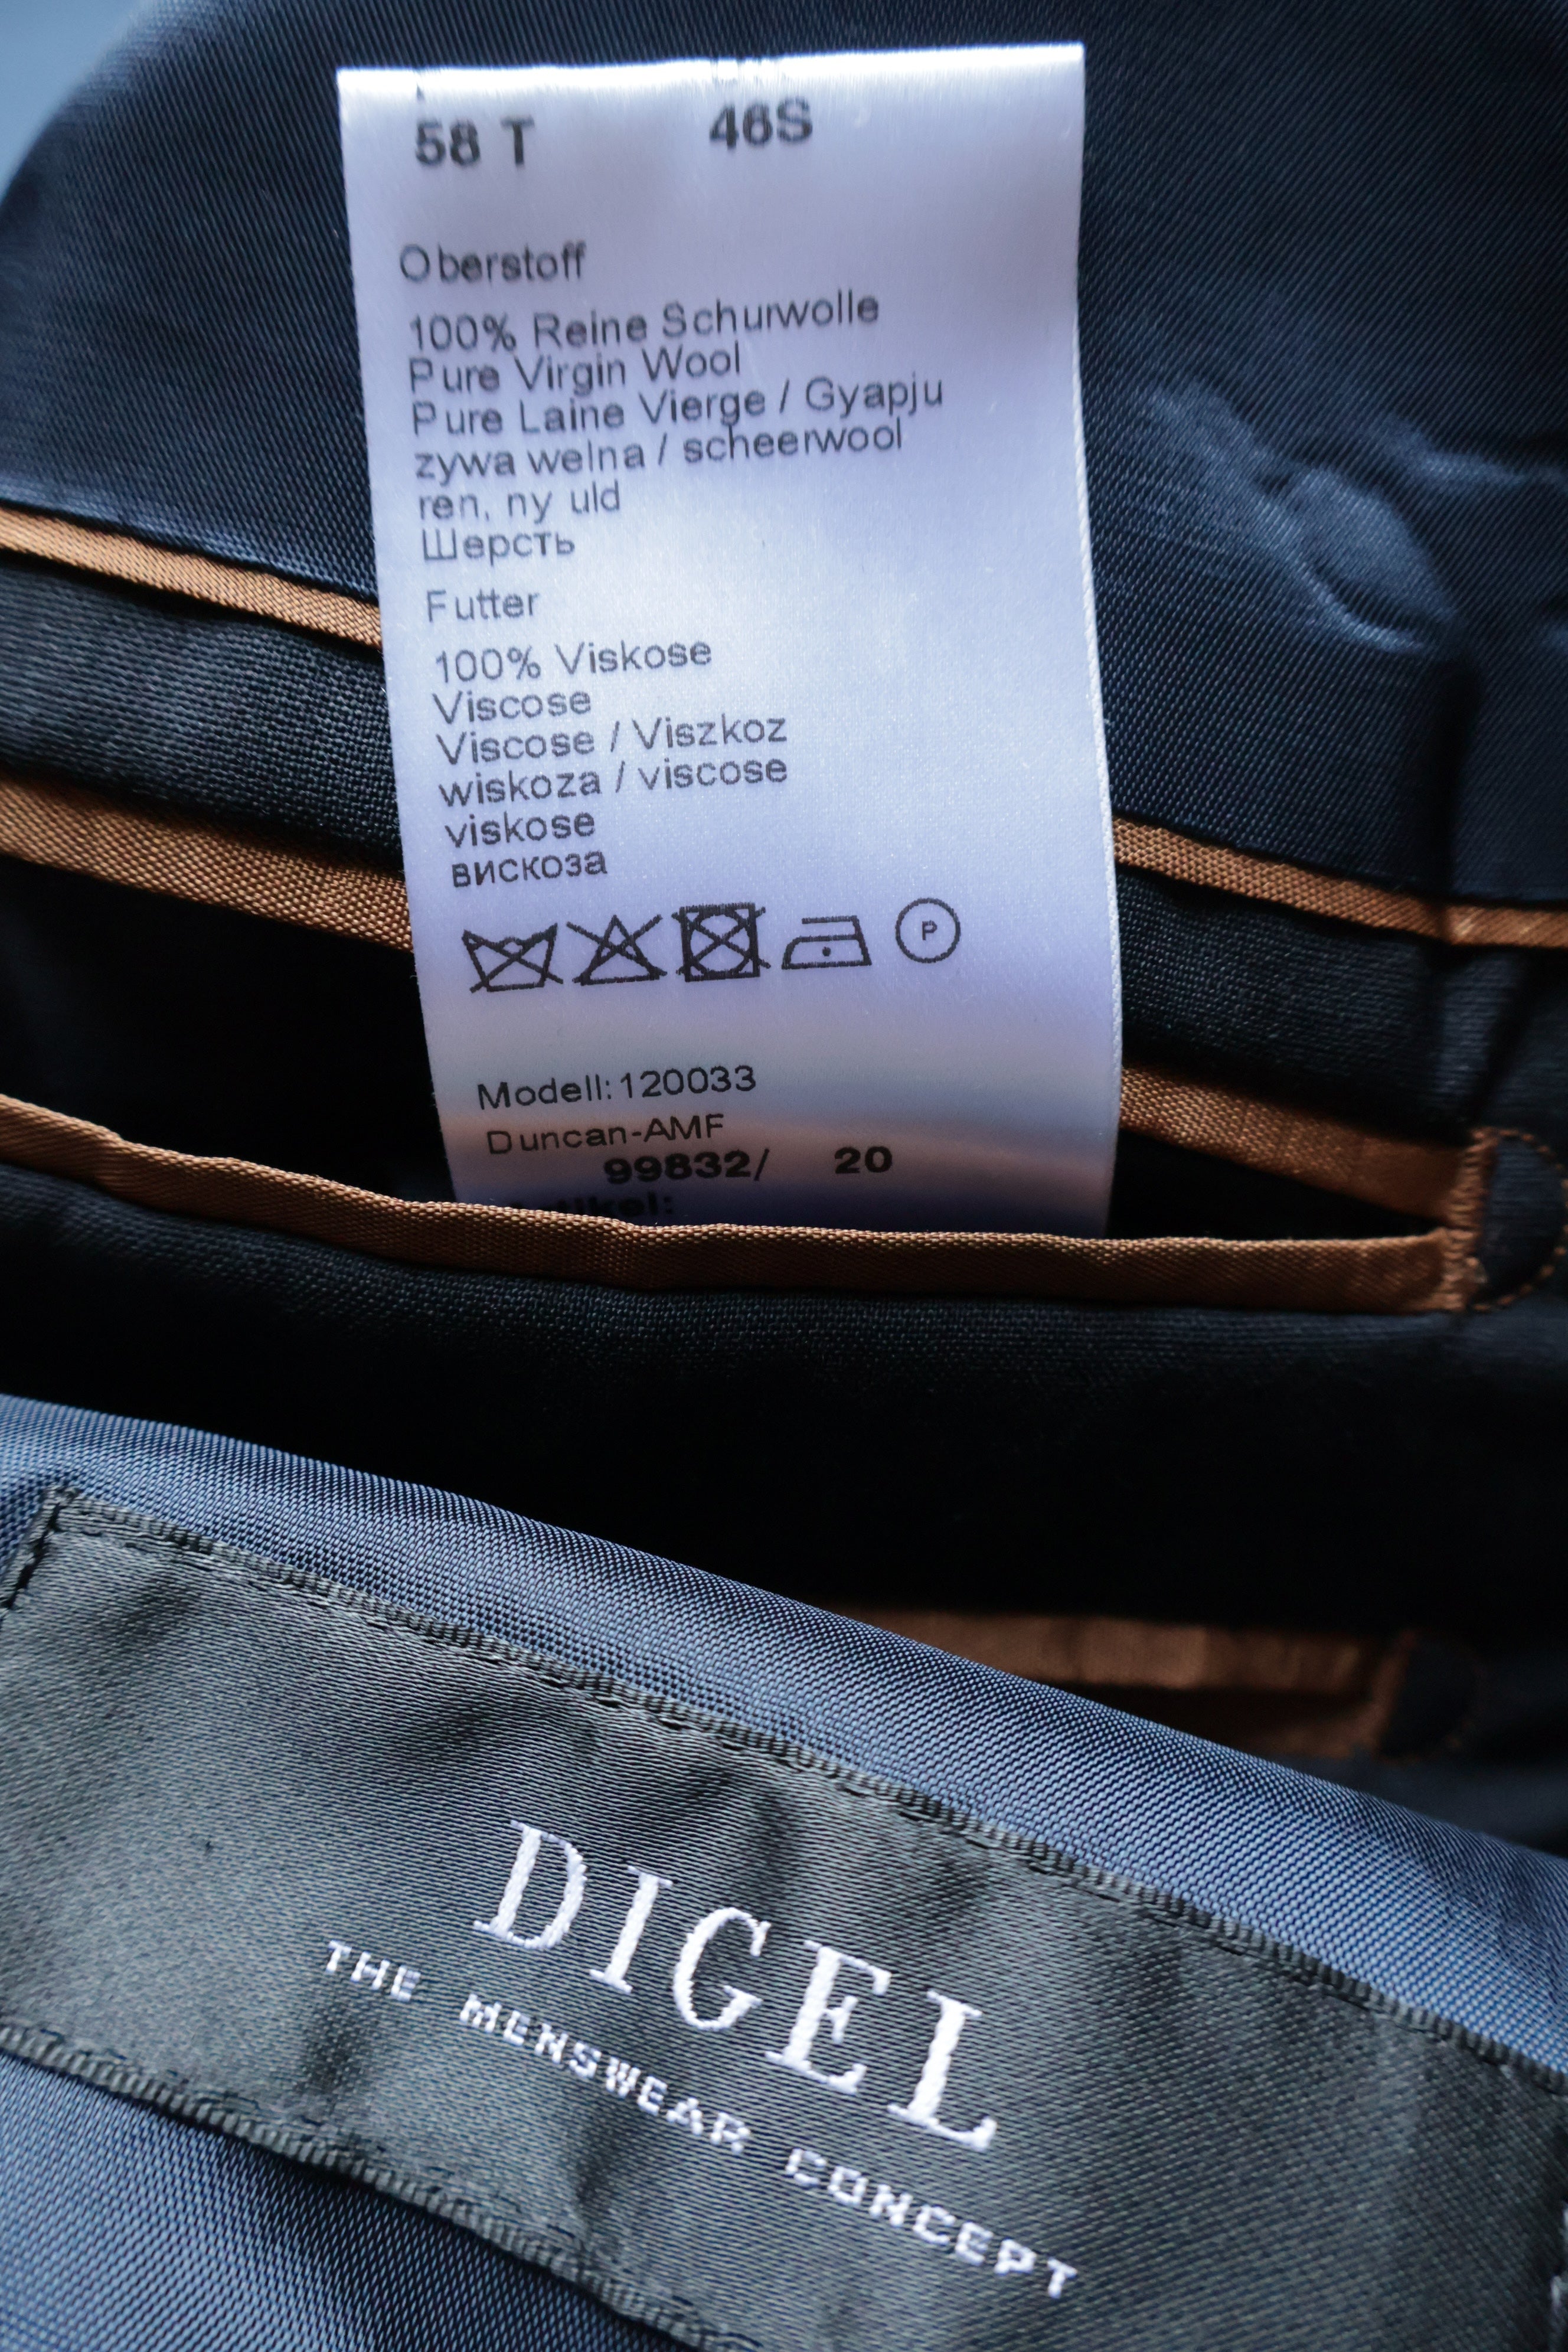 58 T 46S
Oberstoff
100% Reine Schurwolle
Pure Virgin Wool
Pure Laine Vierge / Gyapju
zywa welna / scheerwool
ren, ny uld
Шерсть
Futter
100% Viskose
Viscose
Viscose / Viszkoz
wiskoza / viscose
viskose
вискоза
P
Modell: 120033
Duncan-AMF
99832/ 20
DIGEL
THE MENSWEAR CONCEPT